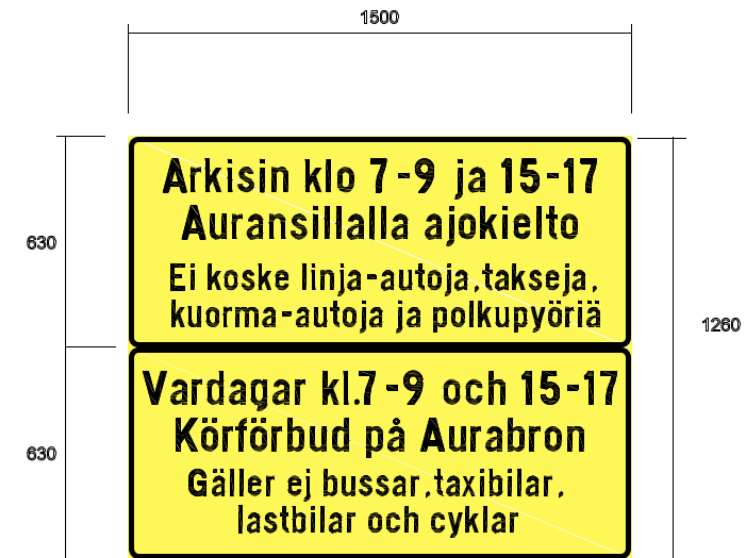 1500
Arkisin klo 7-9 ja 15-17
Auransillalla ajokielto
Ei koske linja-autoja,takseja,
kuorma-autoja ja polkupyöriä
630
1260
Vardagar kl.7-9 och 15-17
Körförbud på Aurabron
Gäller ej bussar,taxibilar,
lastbilar och cyklar
630